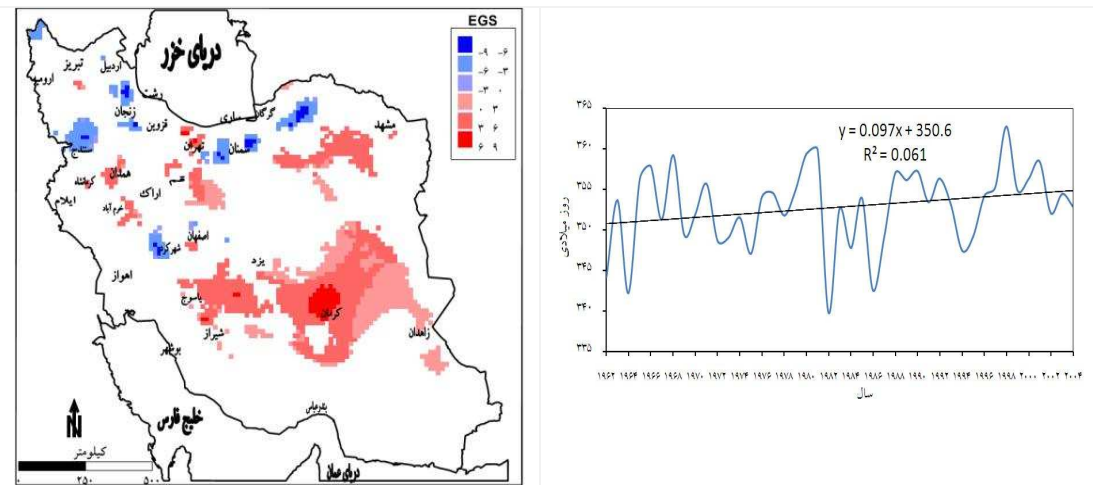 دریای خزر
EGS
-۹ -۶
-۶ -۳
-۳ ۰
۰ ۳
۳ ۶
۶ ۹
تبریز
اردبیل
ارومیه
رشت
زنجان
قزوین
ساری
گرگان
مشهد
سنندج
تهران
سمنان
همدان
قم
کرمانشاه
اراک
ایلام
خرم آباد
اصفهان
شهرکرد
یزد
اهواز
یاسوج
کرمان
شیراز
زاهدان
بوشهر
بندرعباس
خلیج فارس
دریای عمان
N
کیلومتر
۰ ۲۵۰ ۵۰۰
y = 0.097x + 350.6
R² = 0.061
۳۶۵
۳۶۰
۳۵۵
۳۵۰
۳۴۵
۳۴۰
۳۳۵
روز میلادی
۱۹۶۲ ۱۹۶۴ ۱۹۶۶ ۱۹۶۸ ۱۹۷۰ ۱۹۷۲ ۱۹۷۴ ۱۹۷۶ ۱۹۷۸ ۱۹۸۰ ۱۹۸۲ ۱۹۸۴ ۱۹۸۶ ۱۹۸۸ ۱۹۹۰ ۱۹۹۲ ۱۹۹۴ ۱۹۹۶ ۱۹۹۸ ۲۰۰۰ ۲۰۰۲ ۲۰۰۴
سال